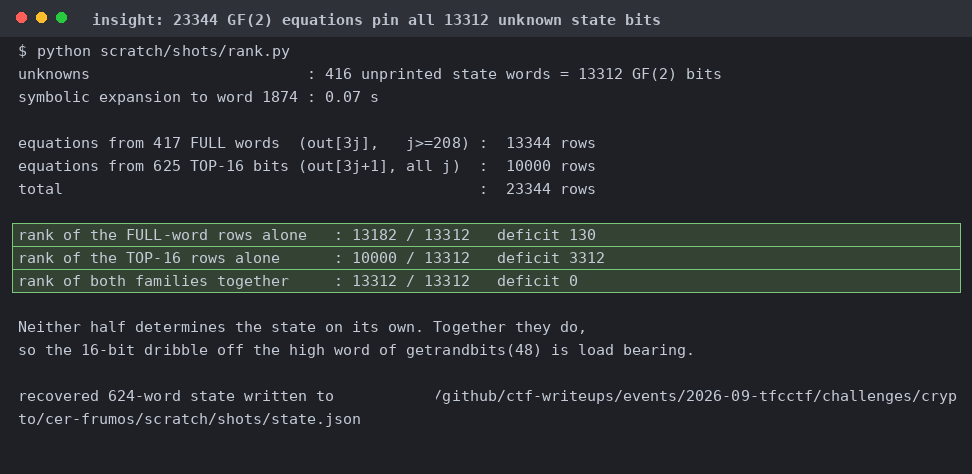 insight: 23344 GF(2) equations pin all 13312 unknown state bits
$ python scratch/shots/rank.py
unknowns                        : 416 unprinted state words = 13312 GF(2) bits
symbolic expansion to word 1874 : 0.07 s
equations from 417 FULL words  (out[3j],   j>=208) :  13344 rows
equations from 625 TOP-16 bits (out[3j+1], all j)  :  10000 rows
total                                              :  23344 rows
rank of the FULL-word rows alone   : 13182 / 13312   deficit 130
rank of the TOP-16 rows alone      : 10000 / 13312   deficit 3312
rank of both families together     : 13312 / 13312   deficit 0
Neither half determines the state on its own. Together they do,
so the 16-bit dribble off the high word of getrandbits(48) is load bearing.
recovered 624-word state written to           /github/ctf-writeups/events/2026-09-tfcctf/challenges/cryp
to/cer-frumos/scratch/shots/state.json